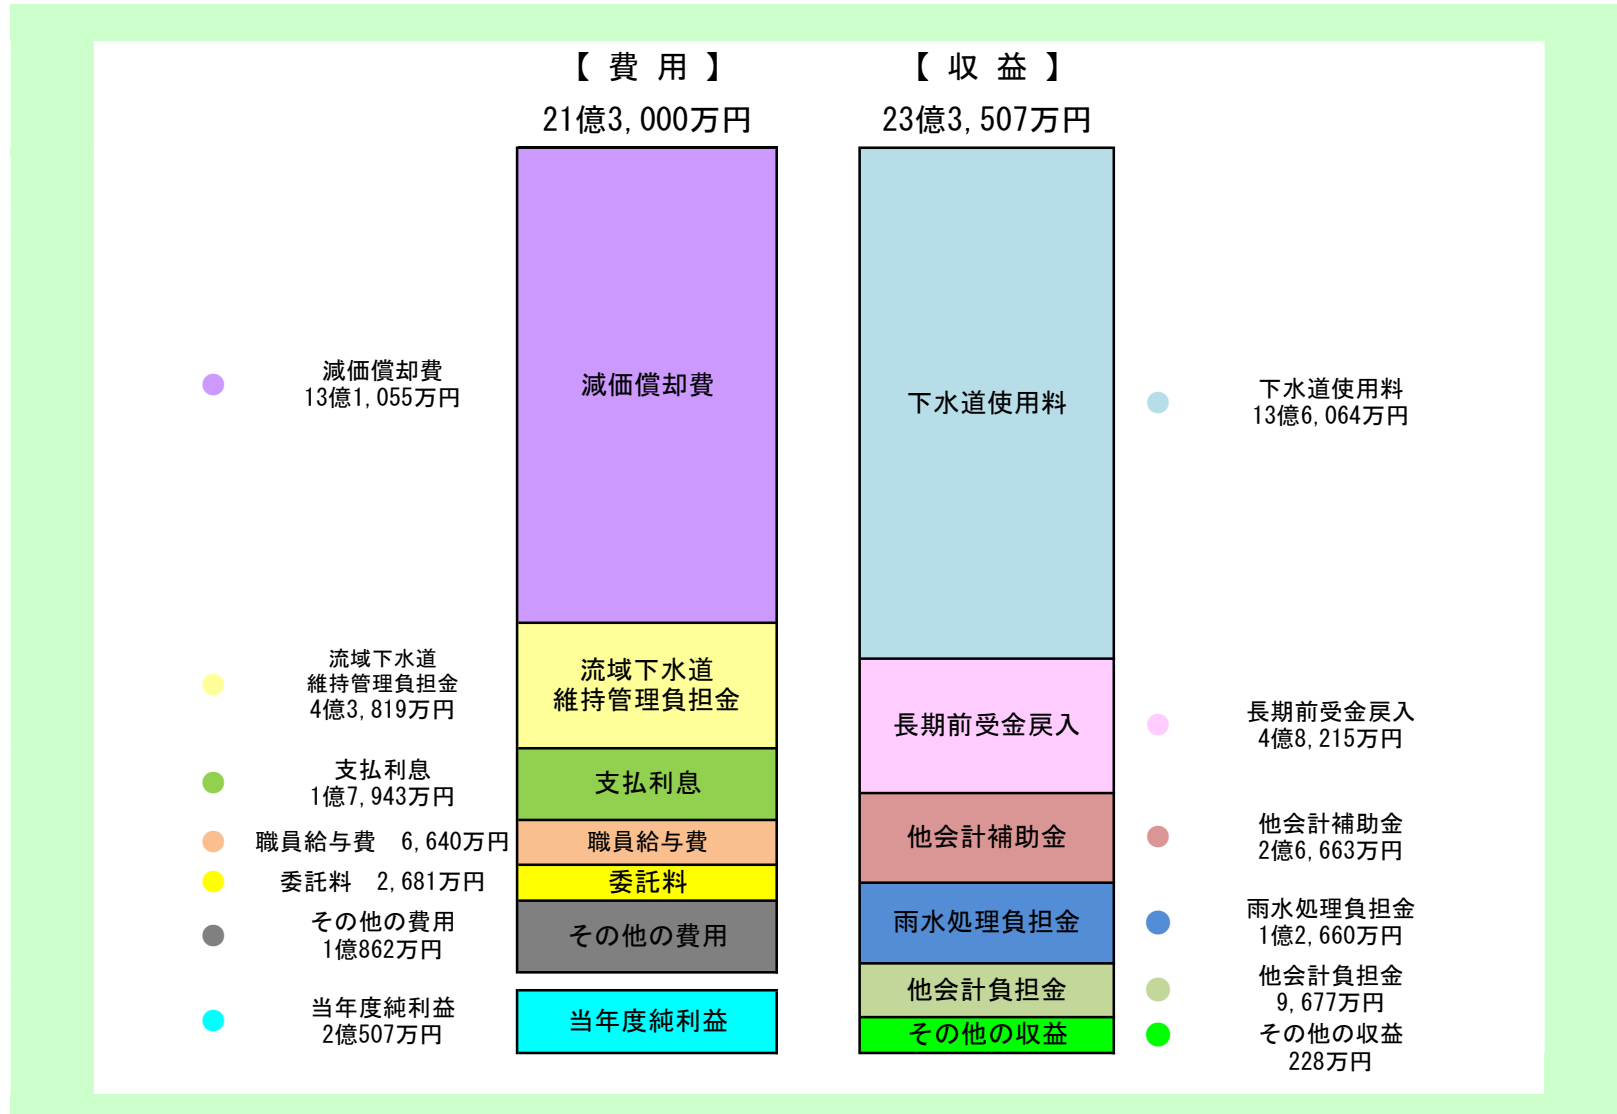 【 費 用 】
21億3,000万円
減価償却費
13億1,055万円
流域下水道
維持管理負担金
4億3,819万円
支払利息
1億7,943万円
職員給与費　6,640万円
委託料　2,681万円
その他の費用
1億862万円
当年度純利益
2億507万円
減価償却費
流域下水道
維持管理負担金
支払利息
職員給与費
委託料
その他の費用
当年度純利益
【 収 益 】
23億3,507万円
下水道使用料
長期前受金戻入
他会計補助金
雨水処理負担金
他会計負担金
その他の収益
下水道使用料
13億6,064万円
長期前受金戻入
4億8,215万円
他会計補助金
2億6,663万円
雨水処理負担金
1億2,660万円
他会計負担金
9,677万円
その他の収益
228万円